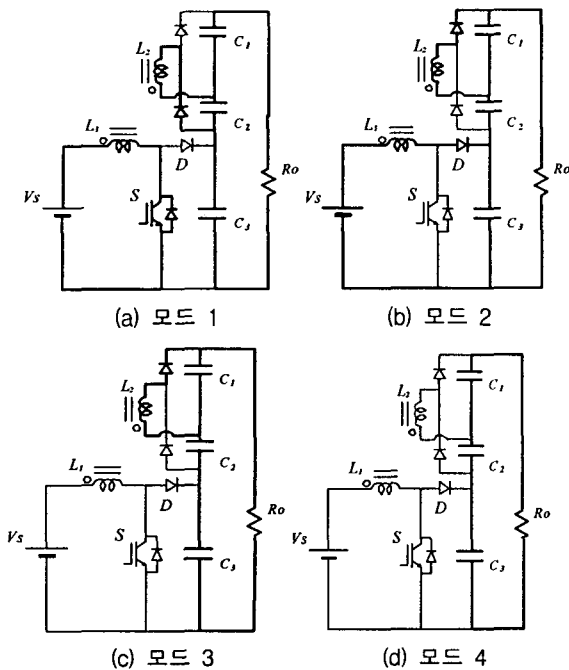 L₂
C₁
C₂
L₁
D
Vs
S
C₃
Ro
(a) 모드 1
L₂
C₁
C₂
L₁
D
Vs
S
C₃
Ro
(b) 모드 2
L₂
C₁
C₂
L₁
D
Vs
S
C₃
Ro
(c) 모드 3
L₂
C₁
C₂
L₁
D
Vs
S
C₃
Ro
(d) 모드 4